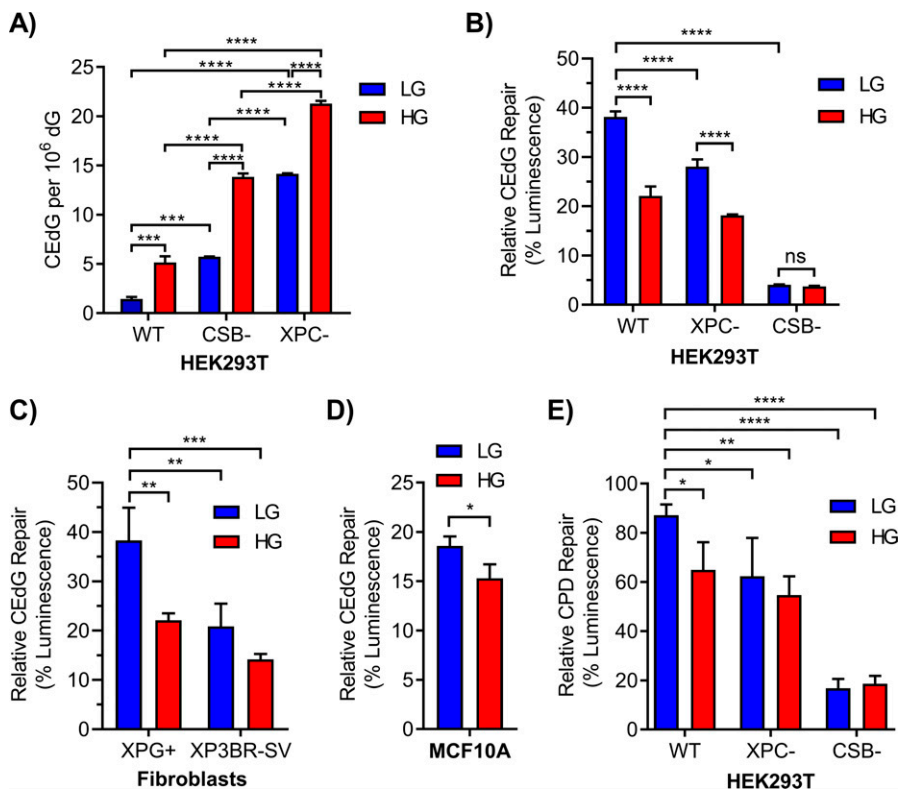 A)
****
**** ****
****
****
****
**** ****
***
***
LG
HG
CEdG per 10⁶ dG
25
20
15
10
5
0
WT CSB- XPC-
HEK293T
B)
****
****
****
****
ns
LG
HG
Relative CEdG Repair
(% Luminescence)
50
40
30
20
10
0
WT XPC- CSB-
HEK293T
C)
***
**
**
LG
HG
Relative CEdG Repair
(% Luminescence)
50
40
30
20
10
0
XPG+ XP3BR-SV
Fibroblasts
D)
LG
HG
*
Relative CEdG Repair
(% Luminescence)
25
20
15
10
5
0
MCF10A
E)
****
****
**
*
*
LG
HG
Relative CPD Repair
(% Luminescence)
100
80
60
40
20
0
WT XPC- CSB-
HEK293T